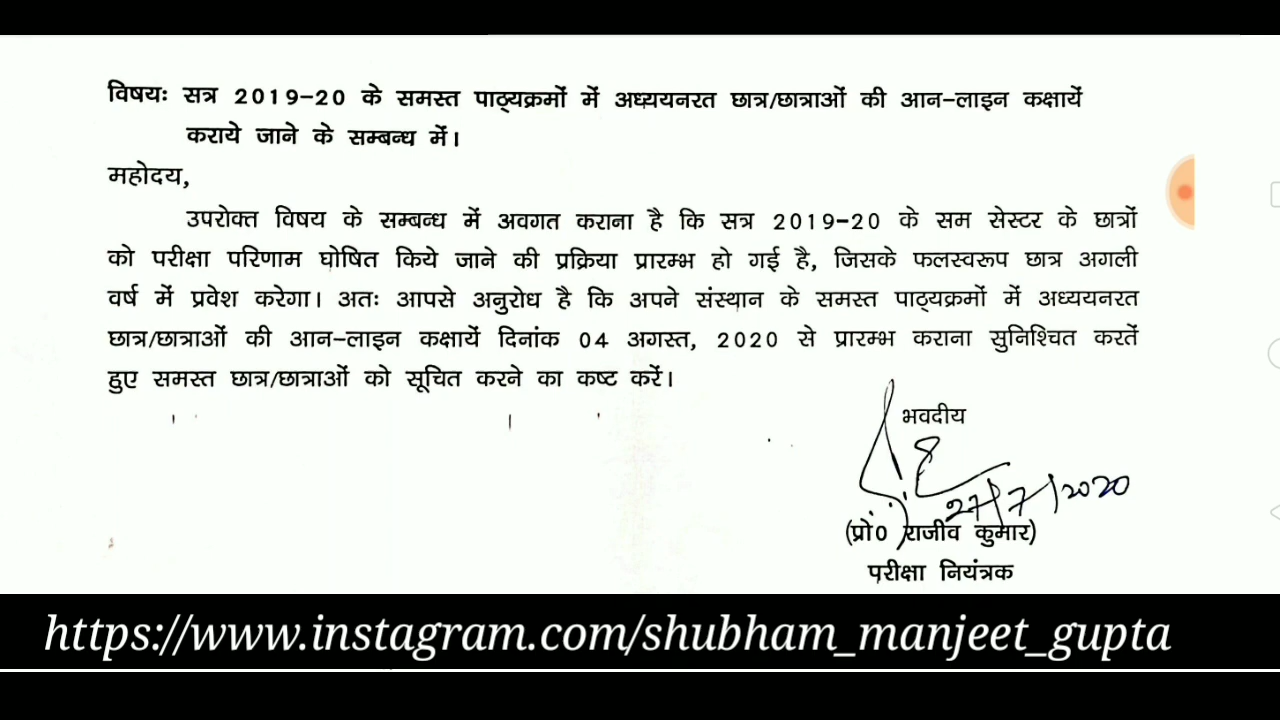 विषयः सत्र 2019-20 के समस्त पाठ्यक्रमों में अध्ययनरत छात्र/छात्राओं की आन-लाइन कक्षायें
कराये जाने के सम्बन्ध में।
महोदय,
उपरोक्त विषय के सम्बन्ध में अवगत कराना है कि सत्र 2019-20 के सम सेस्टर के छात्रों
को परीक्षा परिणाम घोषित किये जाने की प्रक्रिया प्रारम्भ हो गई है, जिसके फलस्वरूप छात्र अगली
वर्ष में प्रवेश करेगा। अतः आपसे अनुरोध है कि अपने संस्थान के समस्त पाठ्यक्रमों में अध्ययनरत
छात्र/छात्राओं की आन-लाइन कक्षायें दिनांक 04 अगस्त, 2020 से प्रारम्भ कराना सुनिश्चित करतें
हुए समस्त छात्र/छात्राओं को सूचित करने का कष्ट करें।
भवदीय
27/7/2020
(प्रो0 राजीव कुमार)
परीक्षा नियंत्रक
https://www.instagram.com/shubham_manjeet_gupta